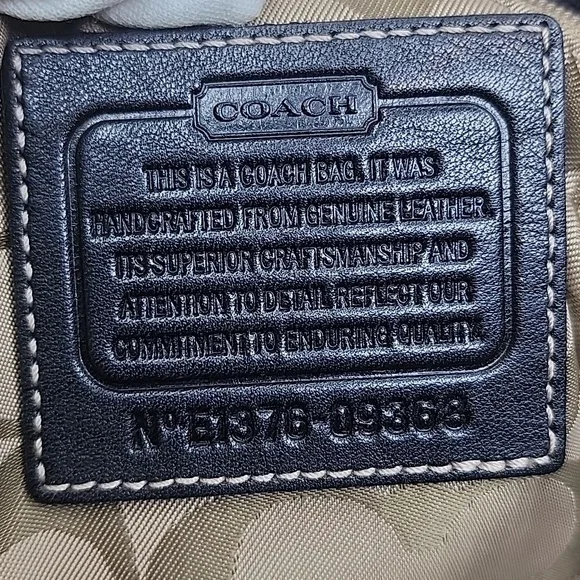 COACH
THIS IS A COACH BAG. IT WAS
HANDCRAFTED FROM GENUINE LEATHER.
ITS SUPERIOR CRAFTSMANSHIP AND
ATTENTION TO DETAIL REFLECT OUR
COMMITMENT TO ENDURING QUALITY.
Nº E1376-09363